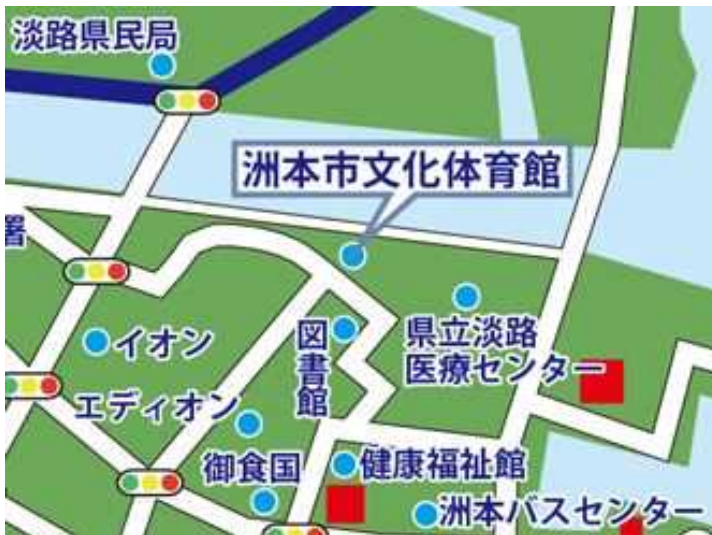 淡路県民局
洲本市文化体育館
署
イオン
図書館
県立淡路
医療センター
エディオン
御食国
健康福祉館
洲本バスセンター